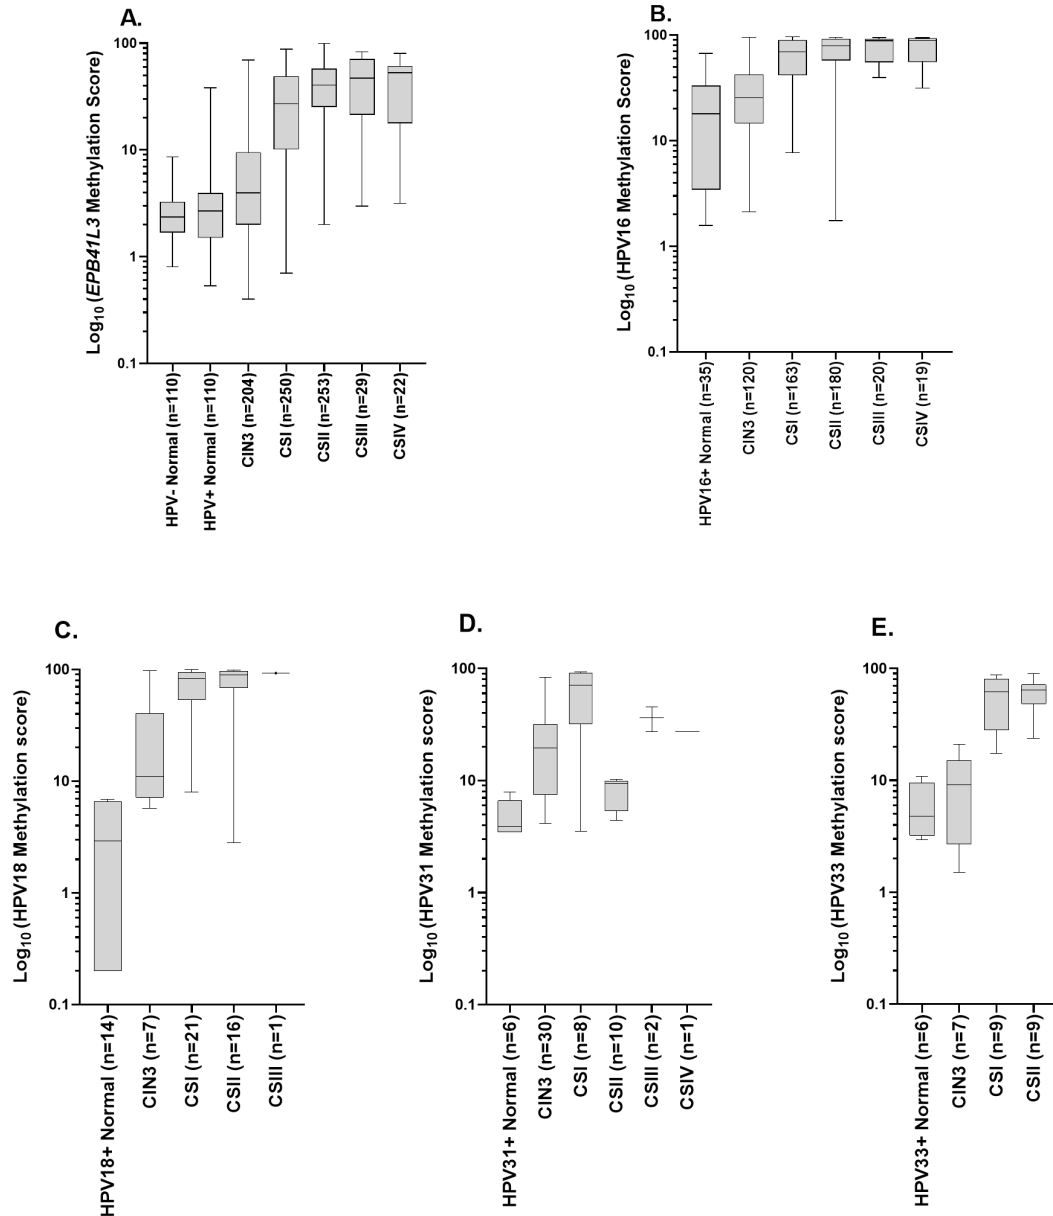 A.
Log10 (EPB41L3 Methylation Score)
100
10
1
0.1
HPV- Normal (n=110)
HPV+ Normal (n=110)
CIN3 (n=204)
CSI (n=250)
CSII (n=253)
CSIII (n=29)
CSIV (n=22)
B.
Log10 (HPV16 Methylation Score)
100
10
1
0.1
HPV16+ Normal (n=35)
CIN3 (n=120)
CSI (n=163)
CSII (n=180)
CSIII (n=20)
CSIV (n=19)
C.
Log10 (HPV18 Methylation score)
100
10
1
0.1
HPV18+ Normal (n=14)
CIN3 (n=7)
CSI (n=21)
CSII (n=16)
CSIII (n=1)
D.
Log10 (HPV31 Methylation score)
100
10
1
0.1
HPV31+ Normal (n=6)
CIN3 (n=30)
CSI (n=8)
CSII (n=10)
CSIII (n=2)
CSIV (n=1)
E.
Log10 (HPV33 Methylation score)
100
10
1
0.1
HPV33+ Normal (n=6)
CIN3 (n=7)
CSI (n=9)
CSII (n=9)